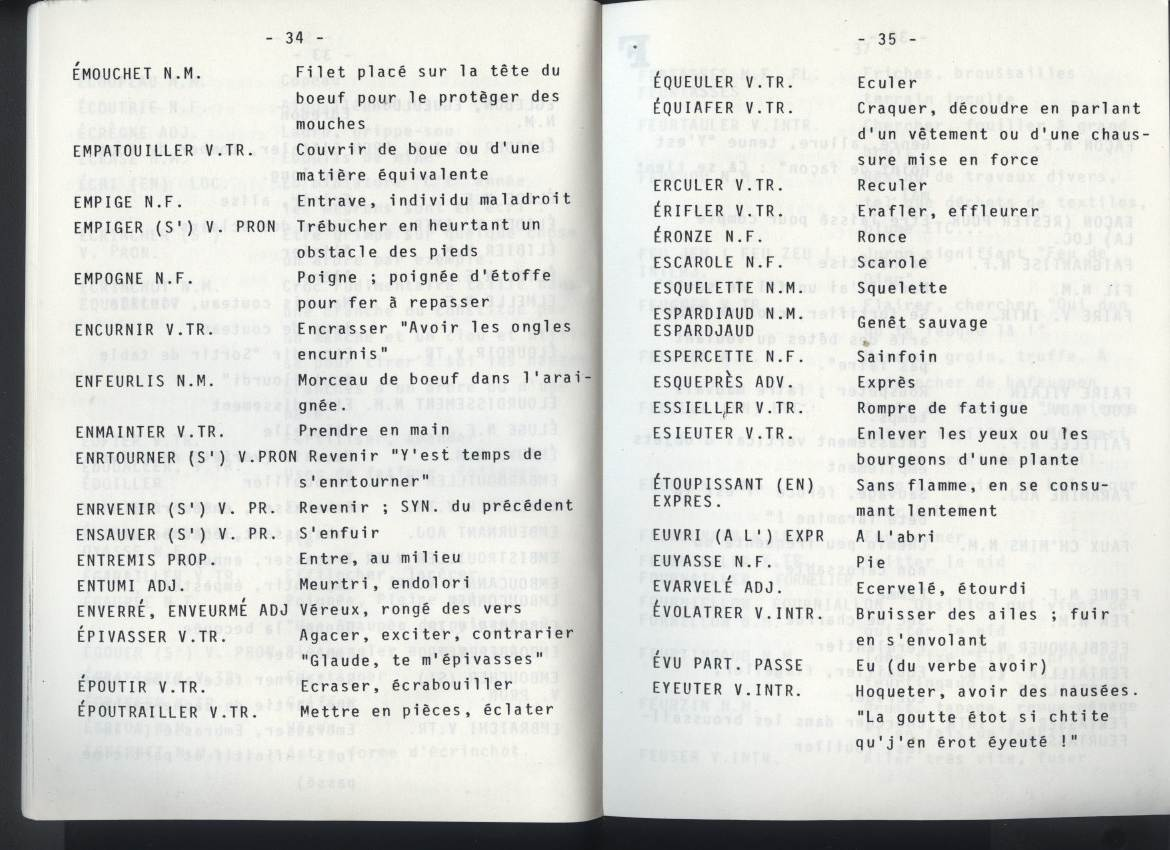 - 34 -
ÉMOUCHET N.M. Filet placé sur la tête du
boeuf pour le protèger des
mouches
EMPATOUILLER V.TR. Couvrir de boue ou d'une
matière équivalente
EMPIGE N.F. Entrave, individu maladroit
EMPIGER (S') V. PRON Trébucher en heurtant un
obstacle des pieds
EMPOGNE N.F. Poigne ; poignée d'étoffe
pour fer à repasser
ENCURNIR V.TR. Encrasser "Avoir les ongles
encurnis"
ENFEURLIS N.M. Morceau de boeuf dans l'arai-
gnée.
ENMAINTER V.TR. Prendre en main
ENRTOURNER (S') V.PRON Revenir "Y'est temps de
s'enrtourner"
ENRVENIR (S') V. PR. Revenir ; SYN. du précédent
ENSAUVER (S') V. PR. S'enfuir
ENTREMIS PROP. Entre, au milieu
ENTUMI ADJ. Meurtri, endolori
ENVERRÉ, ENVEURMÉ ADJ Véreux, rongé des vers
ÉPIVASSER V.TR. Agacer, exciter, contrarier
"Glaude, te m'épivasses"
ÉPOUTIR V.TR. Ecraser, écrabouiller
ÉPOUTRAILLER V.TR. Mettre en pièces, éclater
- 35 -
ÉQUEULER V.TR. Eculer
ÉQUIAFER V.TR. Craquer, découdre en parlant
d'un vêtement ou d'une chaus-
sure mise en force
ERCULER V.TR. Reculer
ÉRIFLER V.TR. Erafler, effleurer
ÉRONZE N.F. Ronce
ESCAROLE N.F. Scarole
ESQUELETTE N.M. Squelette
ESPARDIAUD N.M.
ESPARDJAUD Genêt sauvage
ESPERCETTE N.F. Sainfoin
ESQUEPRÈS ADV. Exprès
ESSIELLER V.TR. Rompre de fatigue
ESIEUTER V.TR. Enlever les yeux ou les
bourgeons d'une plante
ÉTOUPISSANT (EN) Sans flamme, en se consu-
EXPRES. mant lentement
EUVRI (A L') EXPR A L'abri
EUYASSE N.F. Pie
EVARVELÉ ADJ. Ecervelé, étourdi
ÉVOLATRER V.INTR. Bruisser des ailes ; fuir
en s'envolant
ÉVU PART. PASSE Eu (du verbe avoir)
EYEUTER V.INTR. Hoqueter, avoir des nausées.
"La goutte étot si chtite
qu'j'en érot éyeuté !"